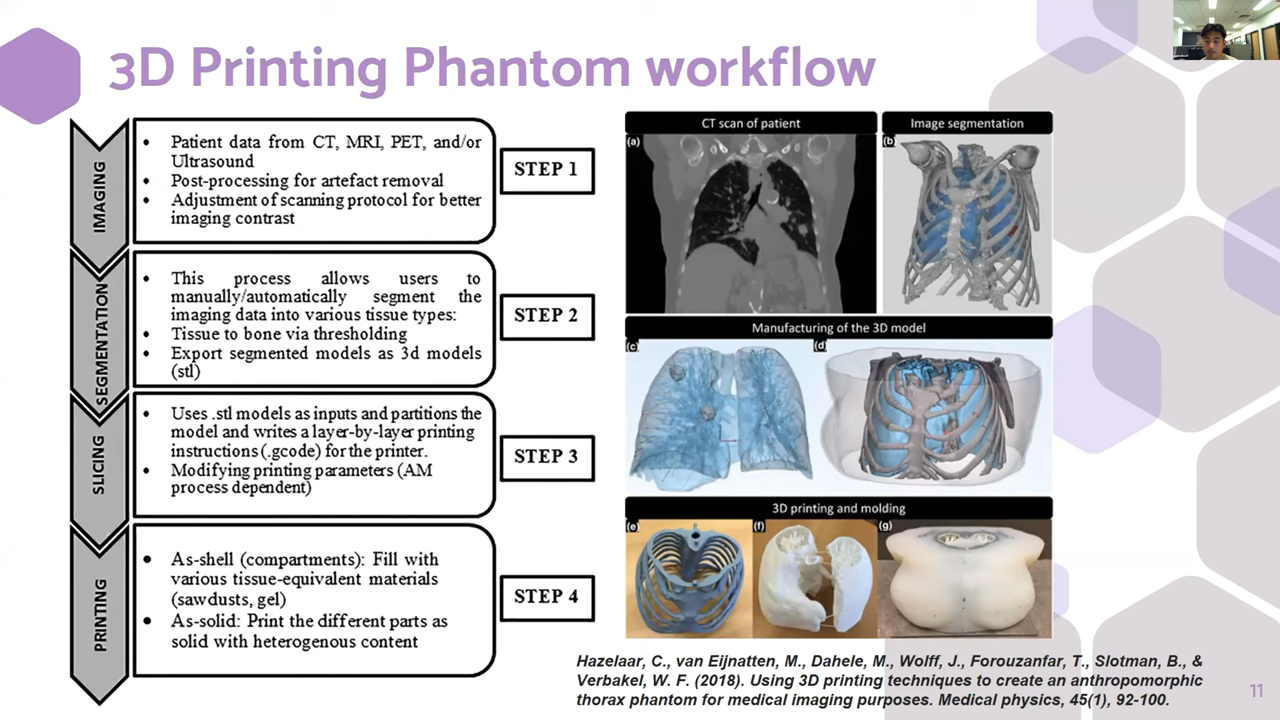 3D Printing Phantom workflow
IMAGING
• Patient data from CT, MRI, PET, and/or
Ultrasound
• Post-processing for artefact removal
• Adjustment of scanning protocol for better
imaging contrast
STEP 1
SEGMENTATION
• This process allows users to
manually/automatically segment the
imaging data into various tissue types:
• Tissue to bone via thresholding
• Export segmented models as 3d models
(stl)
STEP 2
SLICING
• Uses .stl models as inputs and partitions the
model and writes a layer-by-layer printing
instructions (.gcode) for the printer.
• Modifying printing parameters (AM
process dependent)
STEP 3
PRINTING
• As-shell (compartments): Fill with
various tissue-equivalent materials
(sawdusts, gel)
• As-solid: Print the different parts as
solid with heterogenous content
STEP 4
CT scan of patient
Image segmentation
(a)
(b)
Manufacturing of the 3D model
(c)
(d)
3D printing and molding
(e)
(f)
(g)
Hazelaar, C., van Eijnatten, M., Dahele, M., Wolff, J., Forouzanfar, T., Slotman, B., &
Verbakel, W. F. (2018). Using 3D printing techniques to create an anthropomorphic
thorax phantom for medical imaging purposes. Medical physics, 45(1), 92-100.
11